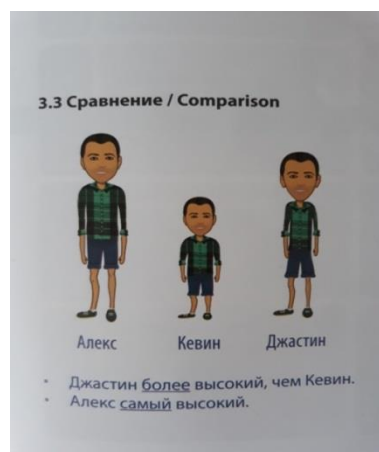 3.3 Сравнение / Comparison
Алекс Кевин Джастин
• Джастин более высокий, чем Кевин.
• Алекс самый высокий.